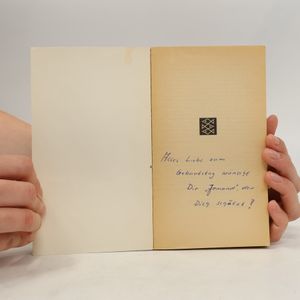 Alles Liebe zum
Geburtstag wünscht
Dir „Jemand“ der
Dich schätzt!